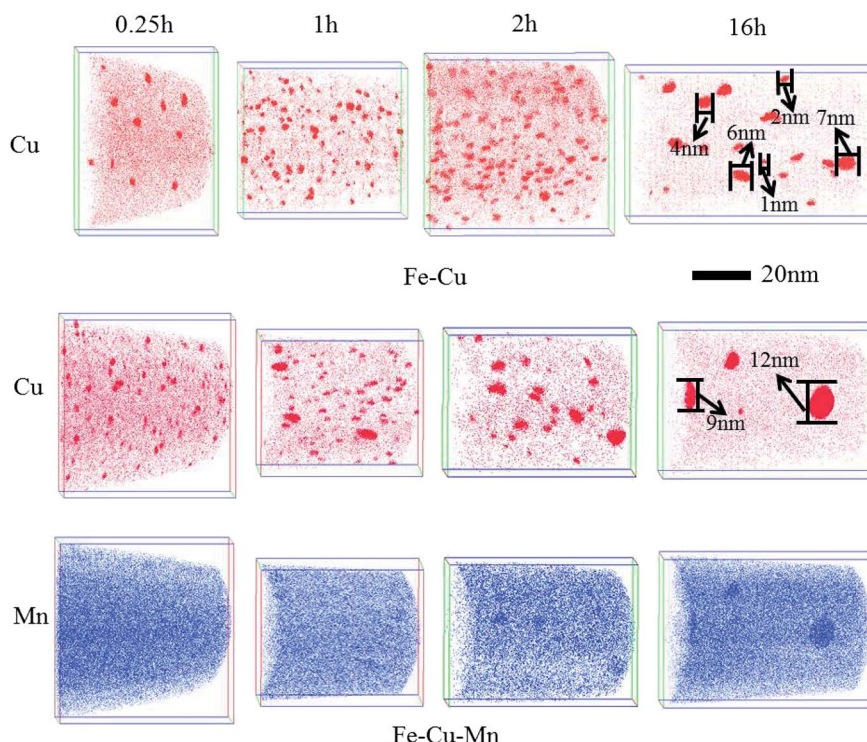 0.25h
1h
2h
16h
Cu
4nm
6nm
2nm
7nm
1nm
Fe-Cu
20nm
Cu
12nm
9nm
Mn
Fe-Cu-Mn